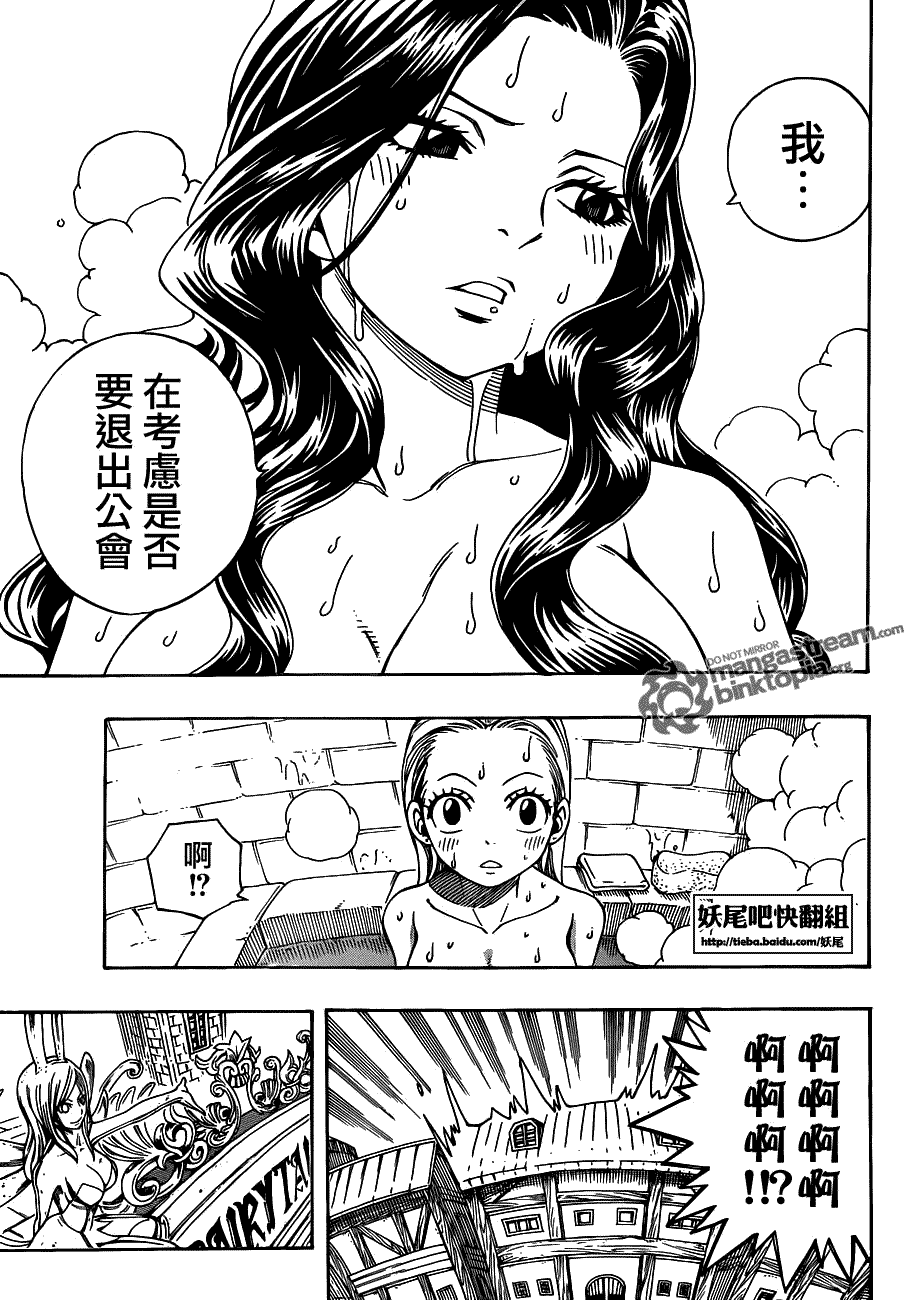 我…
在考慮是否
要退出公會
DO NOT MIRROR
mangastream.com
binktopia.org
啊!?
妖尾吧快翻組
http://tieba.baidu.com/妖尾
啊啊啊啊
啊啊啊!!?
FAIRYTAI